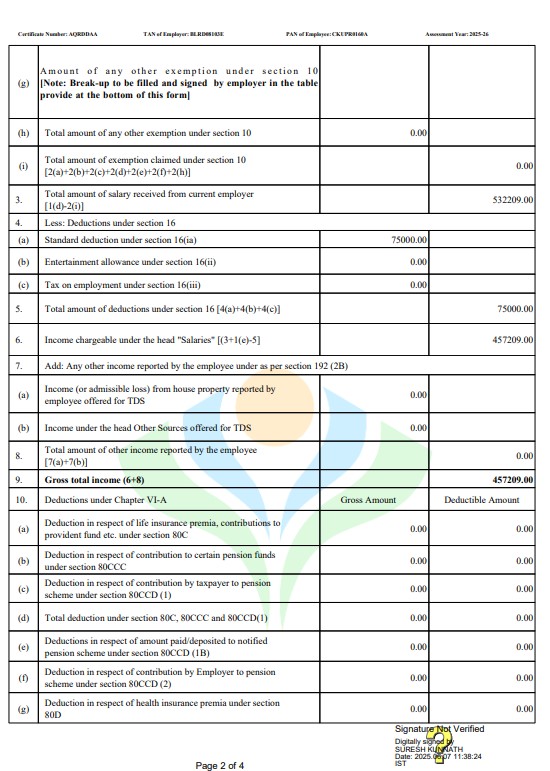 Certificate Number: AQRDDAA TAN of Employer: BLRD08103E PAN of Employee: CKUPR0160A Assessment Year: 2025-26
(g) Amount of any other exemption under section 10
[Note: Break-up to be filled and signed by employer in the table
provide at the bottom of this form]
(h) Total amount of any other exemption under section 10 0.00
(i) Total amount of exemption claimed under section 10
[2(a)+2(b)+2(c)+2(d)+2(e)+2(f)+2(h)] 0.00
3. Total amount of salary received from current employer
[1(d)-2(i)] 532209.00
4. Less: Deductions under section 16
(a) Standard deduction under section 16(ia) 75000.00
(b) Entertainment allowance under section 16(ii) 0.00
(c) Tax on employment under section 16(iii) 0.00
5. Total amount of deductions under section 16 [4(a)+4(b)+4(c)] 75000.00
6. Income chargeable under the head "Salaries" [(3+1(e)-5] 457209.00
7. Add: Any other income reported by the employee under as per section 192 (2B)
(a) Income (or admissible loss) from house property reported by
employee offered for TDS 0.00
(b) Income under the head Other Sources offered for TDS 0.00
8. Total amount of other income reported by the employee
[7(a)+7(b)] 0.00
9. Gross total income (6+8) 457209.00
10. Deductions under Chapter VI-A Gross Amount Deductible Amount
(a) Deduction in respect of life insurance premia, contributions to
provident fund etc. under section 80C 0.00 0.00
(b) Deduction in respect of contribution to certain pension funds
under section 80CCC 0.00 0.00
(c) Deduction in respect of contribution by taxpayer to pension
scheme under section 80CCD (1) 0.00 0.00
(d) Total deduction under section 80C, 80CCC and 80CCD(1) 0.00 0.00
(e) Deductions in respect of amount paid/deposited to notified
pension scheme under section 80CCD (1B) 0.00 0.00
(f) Deduction in respect of contribution by Employer to pension
scheme under section 80CCD (2) 0.00 0.00
(g) Deduction in respect of health insurance premia under section
80D 0.00 0.00
Signature Not Verified
Digitally signed by
SURESH KUNNATH
Date: 2025.06.07 11:38:24
IST
Page 2 of 4